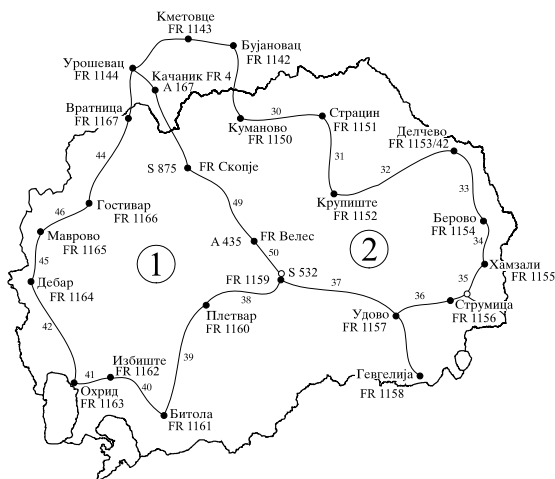 Кметовце
FR 1143
Бујановац
FR 1142
Урошевац
FR 1144
Качаник FR 4
A 167
Вратница
FR 1167
Куманово
FR 1150
30
Страцин
FR 1151
Делчево
FR 1153/42
44
S 875
FR Скопје
31
32
33
Крупиште
FR 1152
Гостивар
FR 1166
46
49
Берово
FR 1154
34
Маврово
FR 1165
A 435
FR Велес
45
1
2
50
Хамзали
FR 1155
Дебар
FR 1164
FR 1159
S 532
35
37
36
38
Струмица
FR 1156
Плетвар
FR 1160
Удово
FR 1157
42
39
Избиште
FR 1162
41
40
Охрид
FR 1163
Гевгелија
FR 1158
Битола
FR 1161